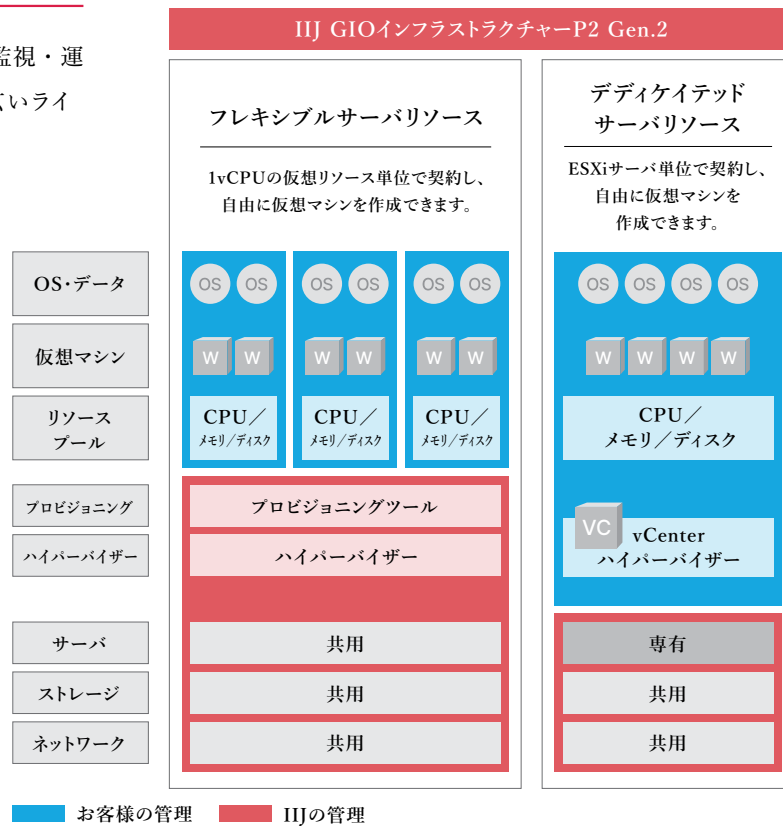 監視・運
広いライ
IIJ GIOインフラストラクチャーP2 Gen.2
フレキシブルサーバリソース
1vCPUの仮想リソース単位で契約し、
自由に仮想マシンを作成できます。
デディケイテッド
サーバリソース
ESXiサーバ単位で契約し、
自由に仮想マシンを
作成できます。
OS・データ
OS OS OS OS OS OS
OS OS OS OS
仮想マシン
W W W W W W
W W W W
リソース
プール
CPU／
メモリ／ディスク
CPU／
メモリ／ディスク
CPU／
メモリ／ディスク
CPU／
メモリ／ディスク
プロビジョニング
プロビジョニングツール
ハイパーバイザー
ハイパーバイザー
VC
vCenter
ハイパーバイザー
サーバ
共用
専有
ストレージ
共用
共用
ネットワーク
共用
共用
お客様の管理
IIJの管理